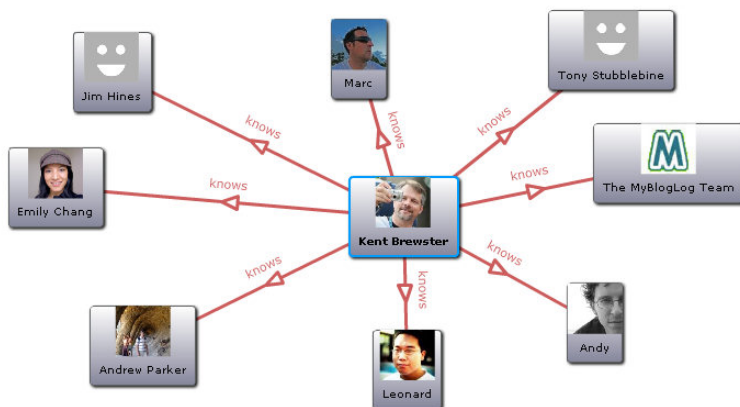 Jim Hines
Marc
Tony Stubblebine
knows
knows
knows
M
The MyBlogLog Team
Emily Chang
knows
knows
Kent Brewster
knows
knows
knows
Andrew Parker
Leonard
Andy